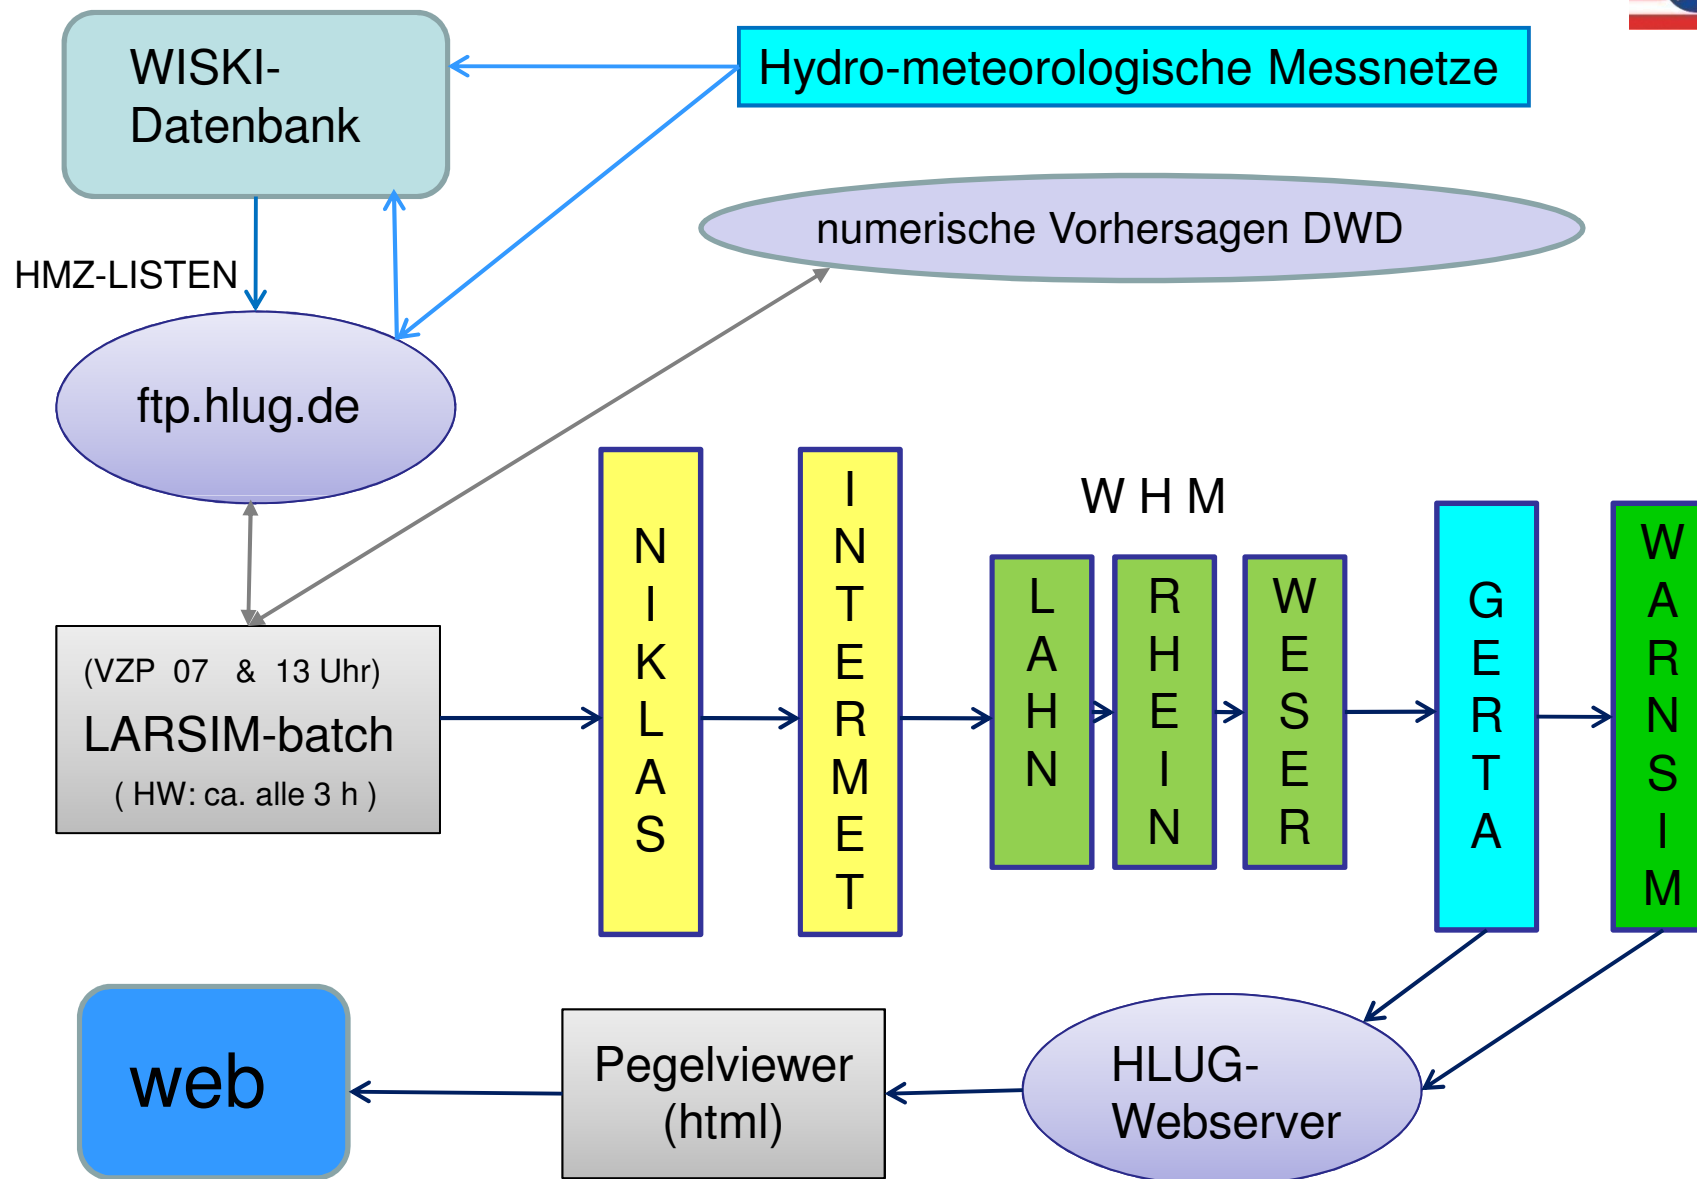 WISKI-
Datenbank
Hydro-meteorologische Messnetze
numerische Vorhersagen DWD
HMZ-LISTEN
ftp.hlug.de
(VZP 07 & 13 Uhr)
LARSIM-batch
( HW: ca. alle 3 h )
NIKLAS
INTERMET
W H M
LAHN
RHEIN
WESER
GERTA
WARNSIM
web
Pegelviewer
(html)
HLUG-
Webserver